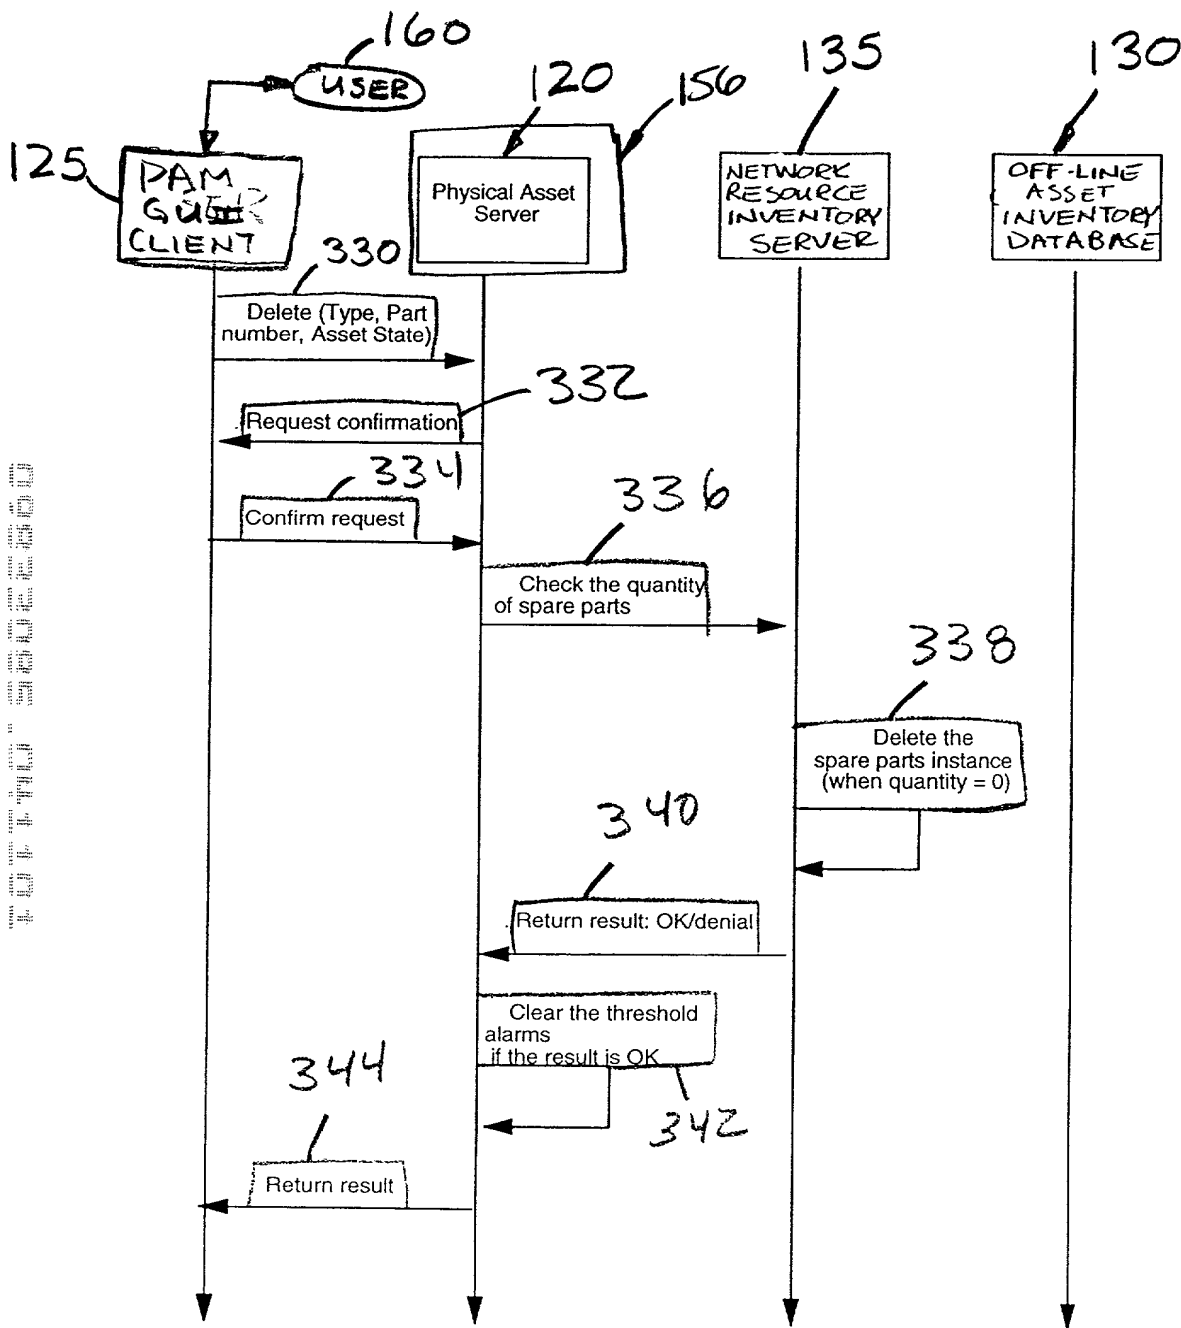 160
USER
120
156
135
130
125
PAM
CLIENT
Physical Asset
Server
NETWORK
RESOURCE
INVENTORY
SERVER
OFF-LINE
ASSET
INVENTORY
DATABASE
330
Delete (Type, Part
number, Asset State)
332
Request confirmation
334
Confirm request
336
Check the quantity
of spare parts
338
Delete the
spare parts instance
(when quantity = 0)
340
Return result: OK/denial
Clear the threshold
alarms
if the result is OK
342
344
Return result